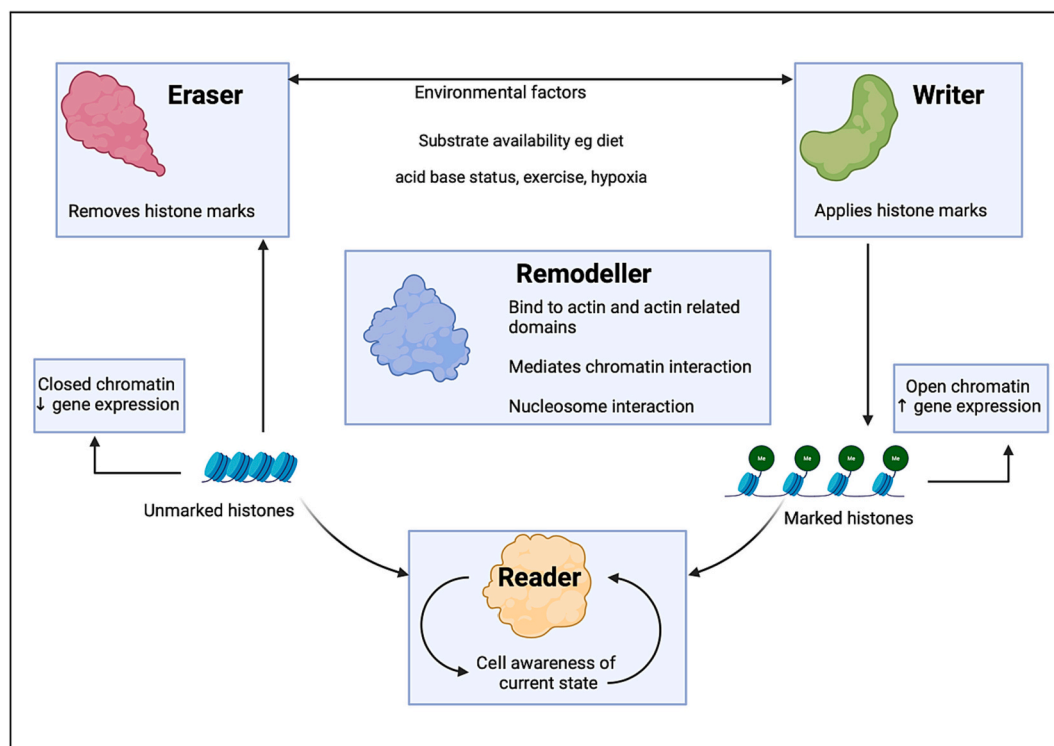 Eraser
Removes histone marks
Environmental factors
Substrate availability eg diet
acid base status, exercise, hypoxia
Writer
Applies histone marks
Remodeller
Bind to actin and actin related
domains
Mediates chromatin interaction
Nucleosome interaction
Closed chromatin
↓ gene expression
Open chromatin
↑ gene expression
Unmarked histones
Me Me Me Me
Marked histones
Reader
Cell awareness of
current state